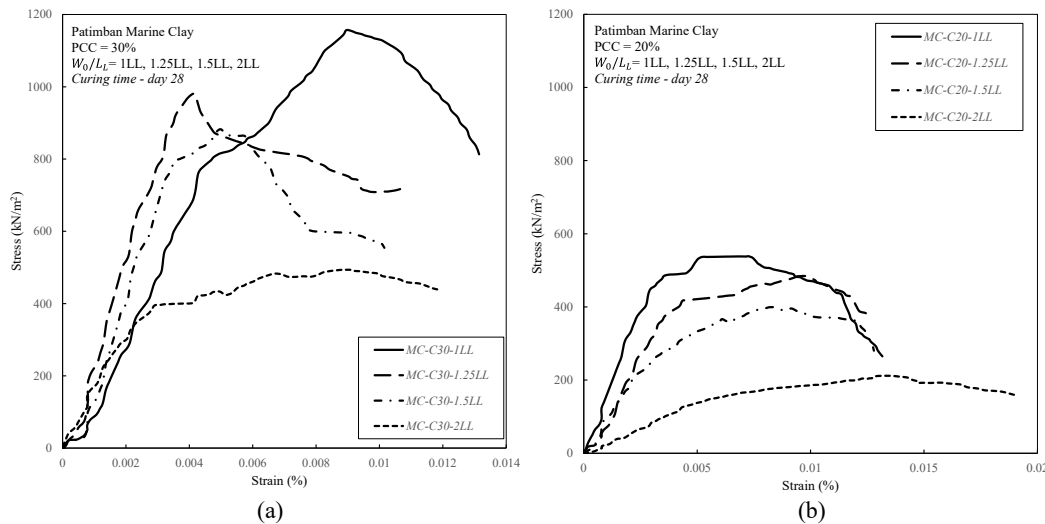 1200
Patimban Marine Clay
PCC = 30%
W₀/L_L= 1LL, 1.25LL, 1.5LL, 2LL
Curing time - day 28
1000
800
600
400
200
0
Stress (kN/m²)
MC-C30-1LL
MC-C30-1.25LL
MC-C30-1.5LL
MC-C30-2LL
0 0.002 0.004 0.006 0.008 0.01 0.012 0.014
Strain (%)
(a)
1200
Patimban Marine Clay
PCC = 20%
W₀/L_L= 1LL, 1.25LL, 1.5LL, 2LL
Curing time - day 28
1000
800
600
400
200
0
Stress (kN/m²)
MC-C20-1LL
MC-C20-1.25LL
MC-C20-1.5LL
MC-C20-2LL
0 0.005 0.01 0.015 0.02
Strain (%)
(b)